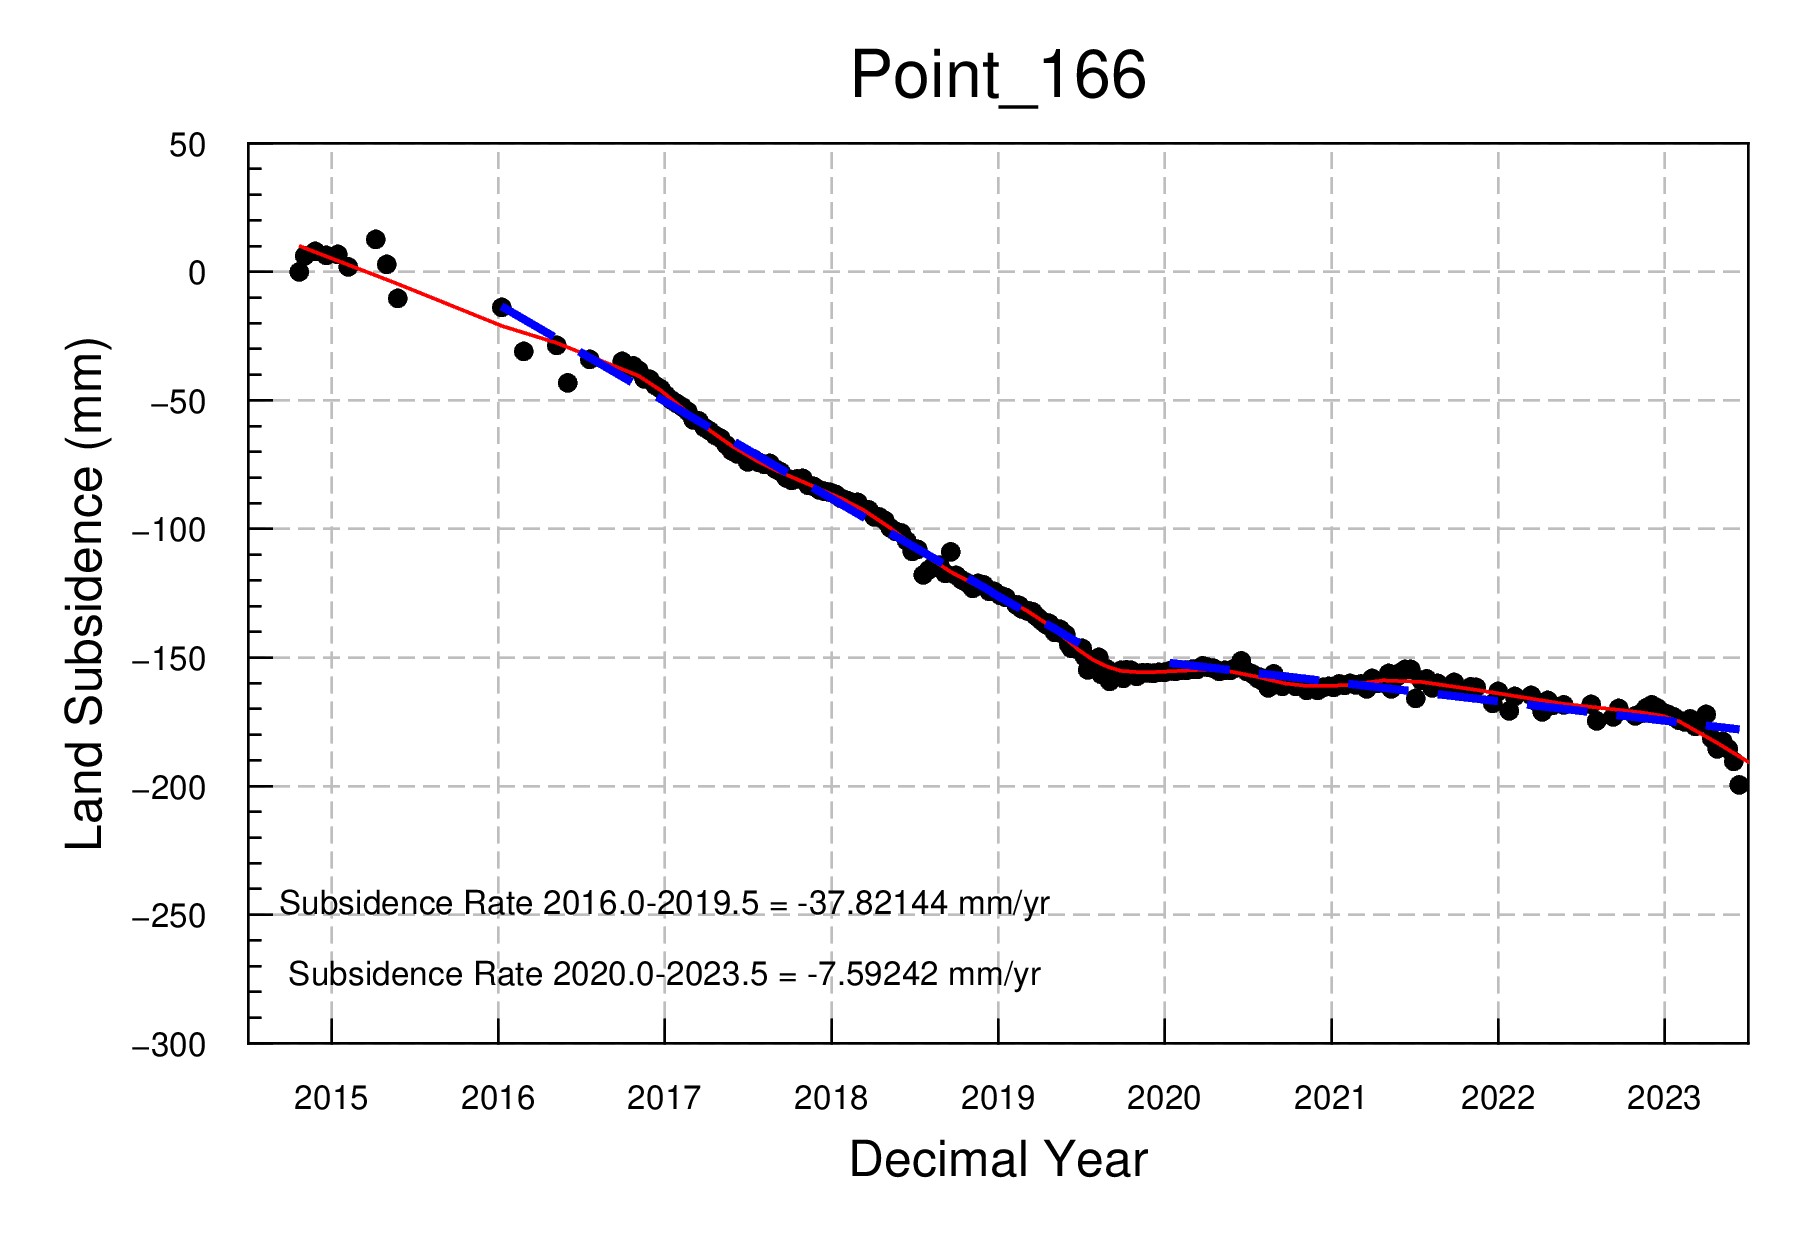 Point_166
50
0
−50
−100
−150
−200
−250
−300
Land Subsidence (mm)
Subsidence Rate 2016.0-2019.5 = -37.82144 mm/yr
Subsidence Rate 2020.0-2023.5 = -7.59242 mm/yr
2015 2016 2017 2018 2019 2020 2021 2022 2023
Decimal Year